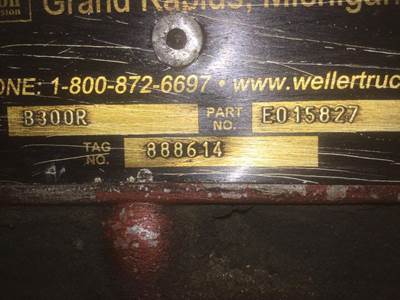 Grand Rapids, Michigan
ONE: 1-800-872-6697 • www.wellertruc
B300R PART NO. E015827
TAG NO. 888614